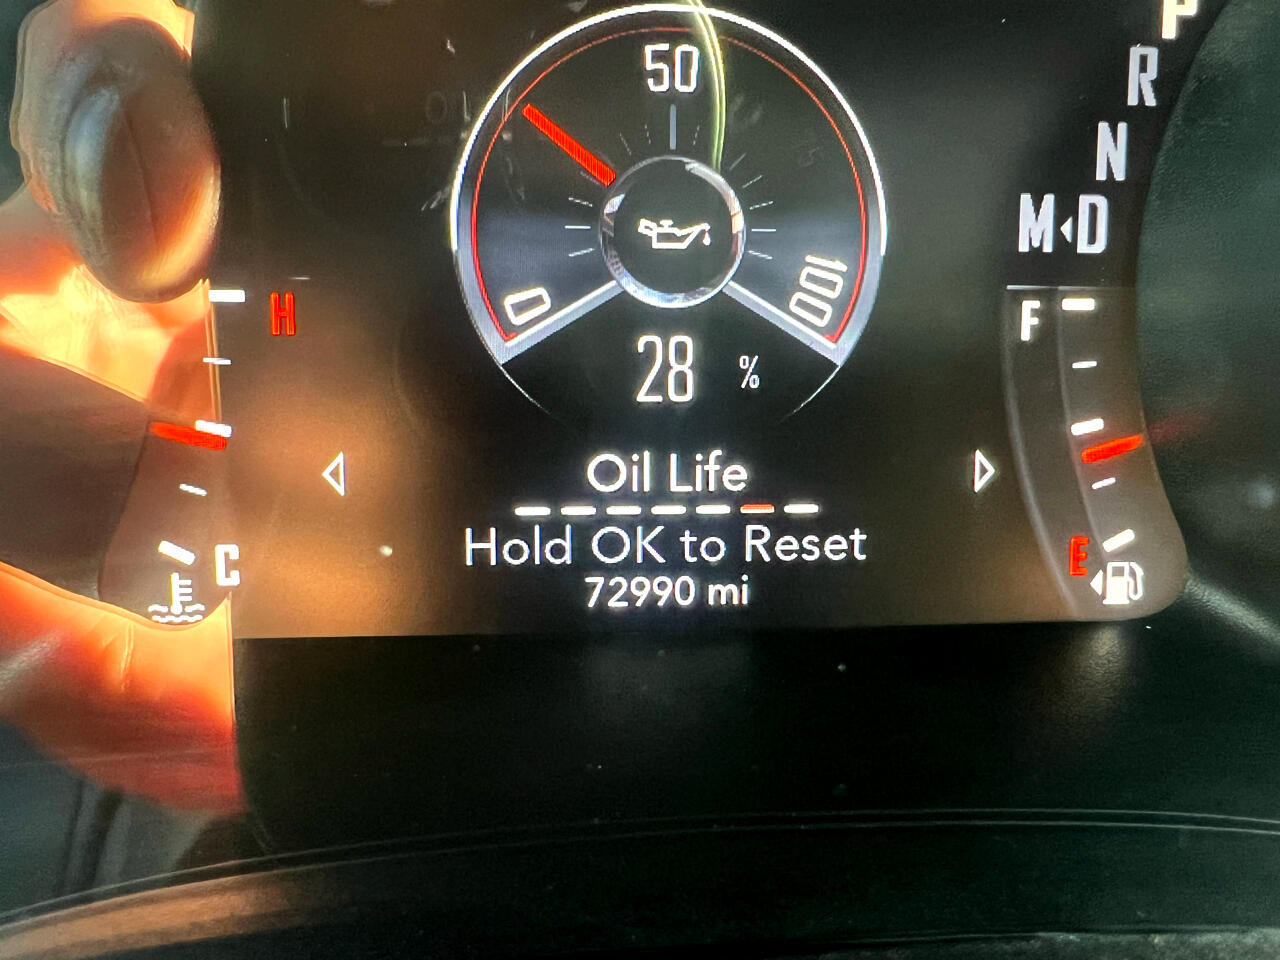 P
R
N
M D
50
0
100
28 %
H
C
F
E
Oil Life
Hold OK to Reset
72990 mi